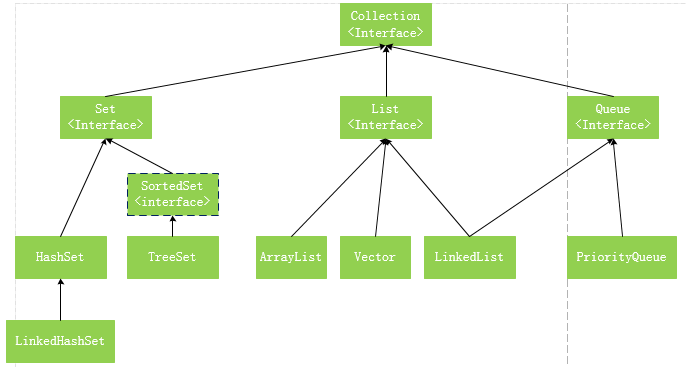 Collection
<Interface>
Set
<Interface>
List
<Interface>
Queue
<Interface>
SortedSet
<interface>
HashSet
TreeSet
ArrayList
Vector
LinkedList
PriorityQueue
LinkedHashSet